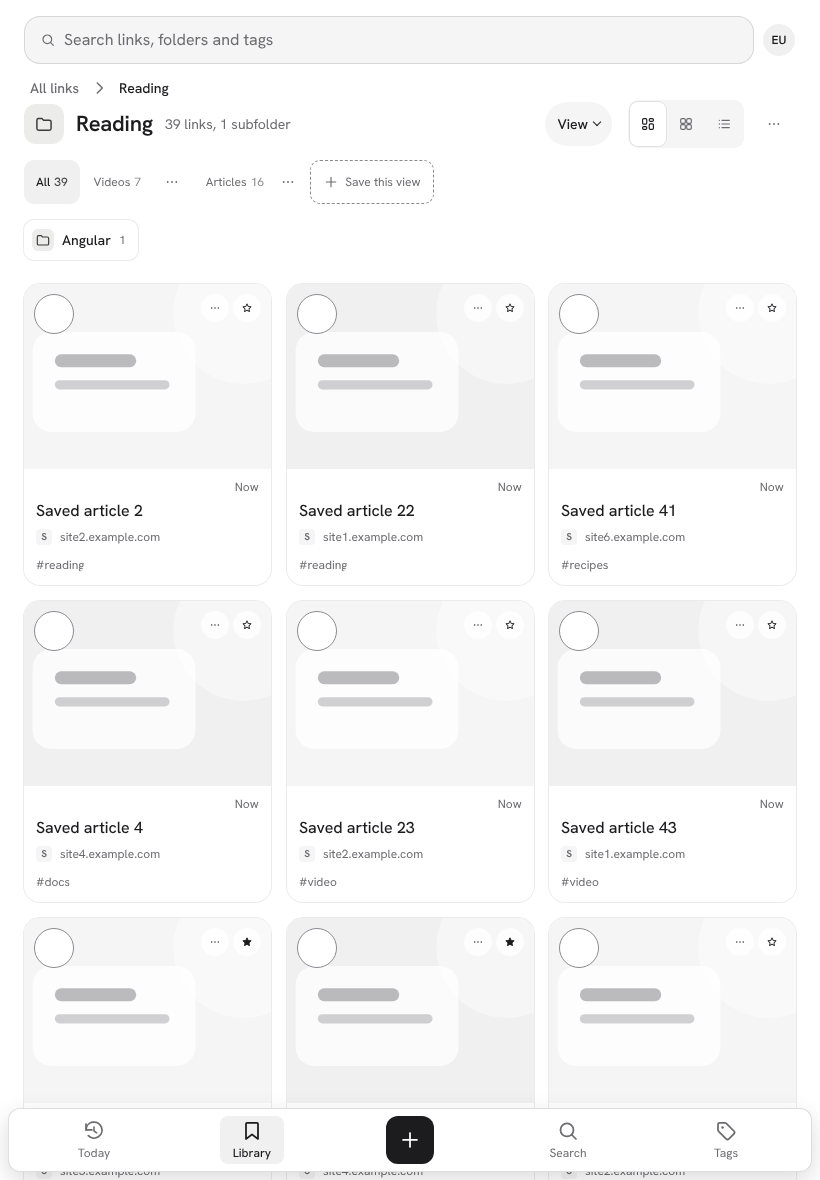 Search links, folders and tags
EU
All links > Reading
Reading 39 links, 1 subfolder
View
All 39 Videos 7 ... Articles 16 ... + Save this view
Angular 1
Now Now Now
Saved article 2 Saved article 22 Saved article 41
S site2.example.com S site1.example.com S site6.example.com
#reading #reading #recipes
Now Now Now
Saved article 4 Saved article 23 Saved article 43
S site4.example.com S site2.example.com S site1.example.com
#docs #video #video
Today Library Search Tags